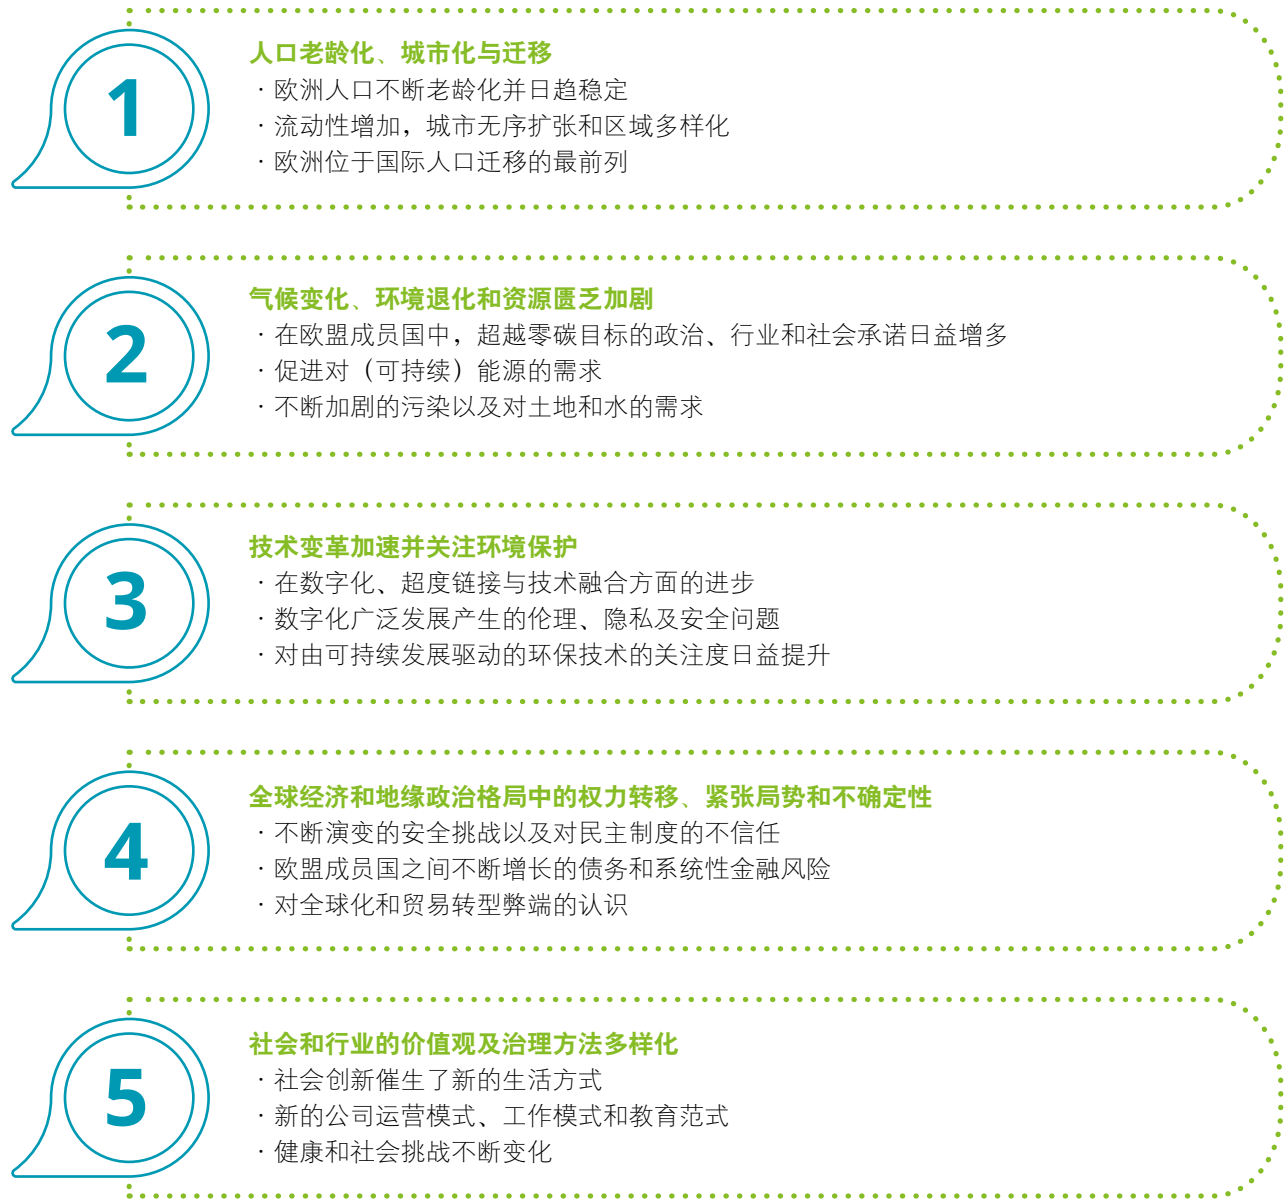 1
人口老龄化、城市化与迁移
· 欧洲人口不断老龄化并日趋稳定
· 流动性增加，城市无序扩张和区域多样化
· 欧洲位于国际人口迁移的最前列
2
气候变化、环境退化和资源匮乏加剧
· 在欧盟成员国中，超越零碳目标的政治、行业和社会承诺日益增多
· 促进对（可持续）能源的需求
· 不断加剧的污染以及对土地和水的需求
3
技术变革加速并关注环境保护
· 在数字化、超度链接与技术融合方面的进步
· 数字化广泛发展产生的伦理、隐私及安全问题
· 对由可持续发展驱动的环保技术的关注度日益提升
4
全球经济和地缘政治格局中的权力转移、紧张局势和不确定性
· 不断演变的安全挑战以及对民主制度的不信任
· 欧盟成员国之间不断增长的债务和系统性金融风险
· 对全球化和贸易转型弊端的认识
5
社会和行业的价值观及治理方法多样化
· 社会创新催生了新的生活方式
· 新的公司运营模式、工作模式和教育范式
· 健康和社会挑战不断变化